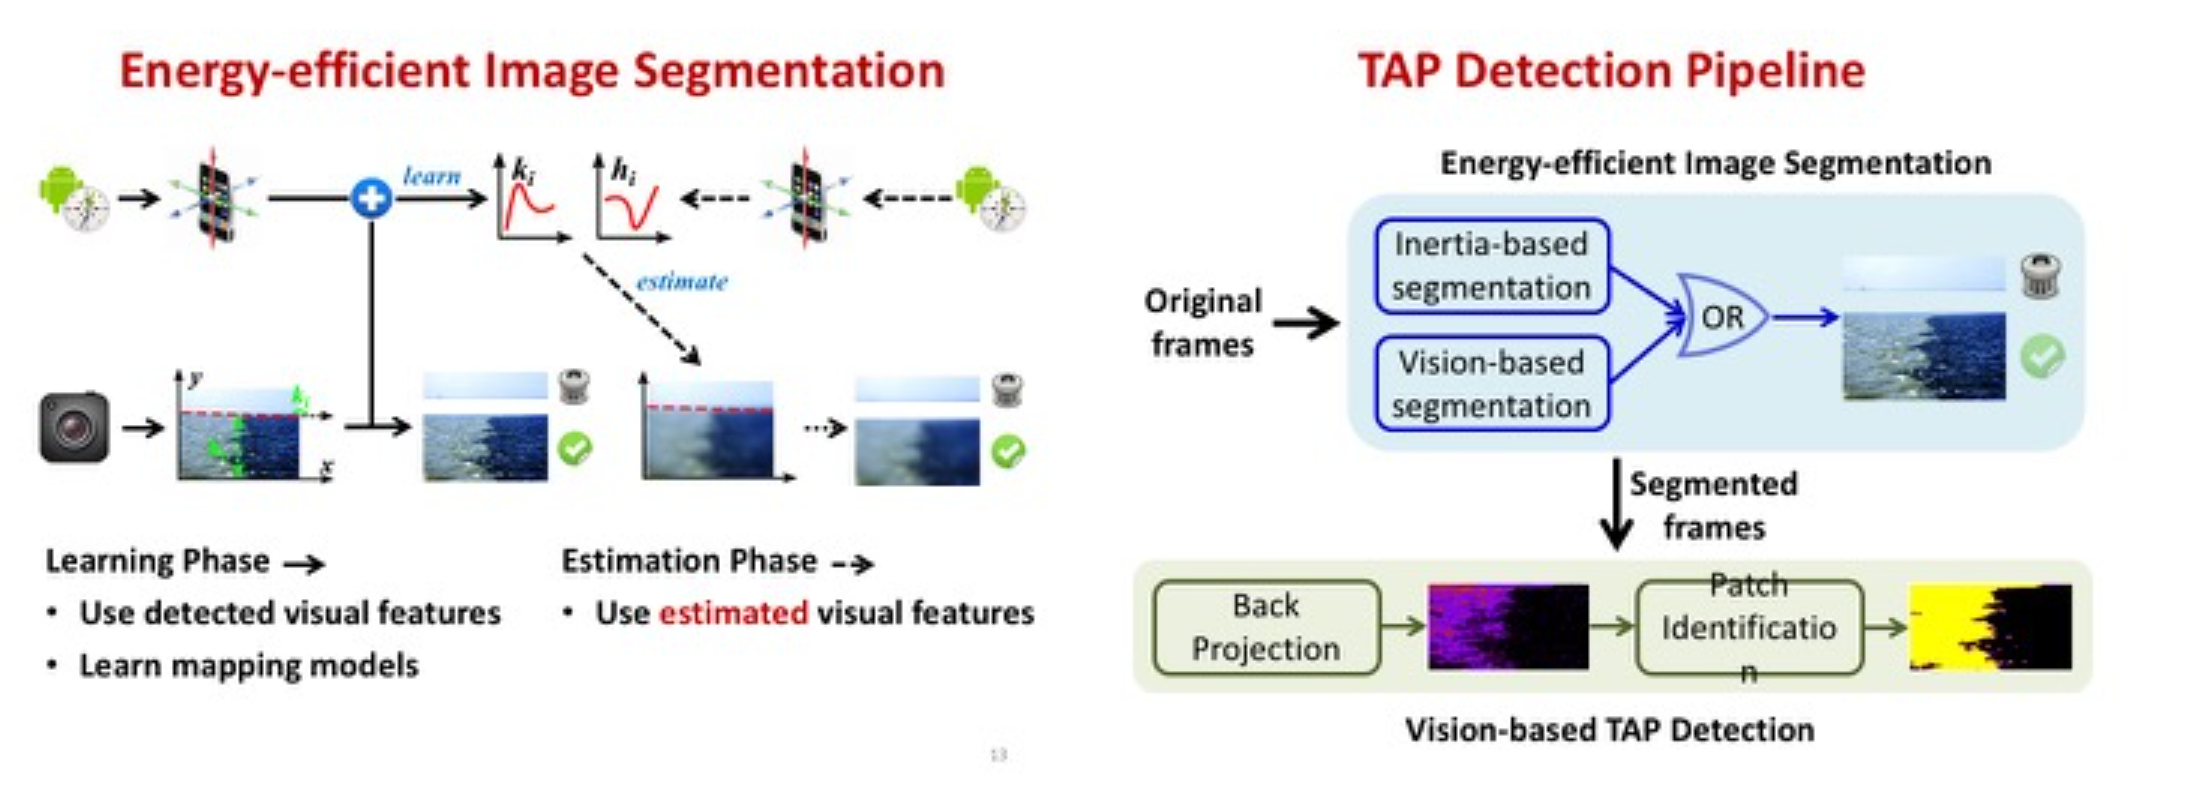 Energy-efficient Image Segmentation
learn
k_i
h_i
estimate
y
k_i
x
Learning Phase
• Use detected visual features
• Learn mapping models
Estimation Phase
• Use estimated visual features
13
TAP Detection Pipeline
Energy-efficient Image Segmentation
Original
frames
Inertia-based
segmentation
Vision-based
segmentation
OR
Segmented
frames
Back
Projection
Patch
Identificatio
n
Vision-based TAP Detection